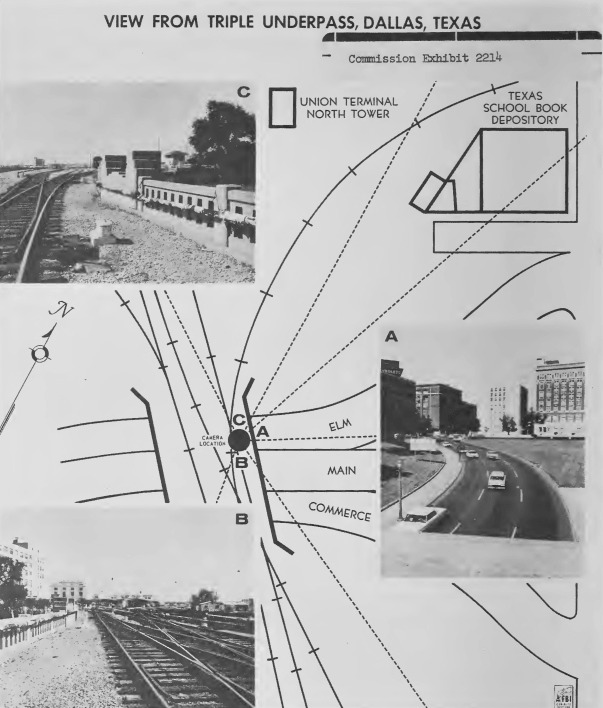 VIEW FROM TRIPLE UNDERPASS, DALLAS, TEXAS
Commission Exhibit 2214
C
UNION TERMINAL
NORTH TOWER
TEXAS
SCHOOL BOOK
DEPOSITORY
N
A
C
A
CAMERA
LOCATION
B
ELM
MAIN
COMMERCE
B
FBI